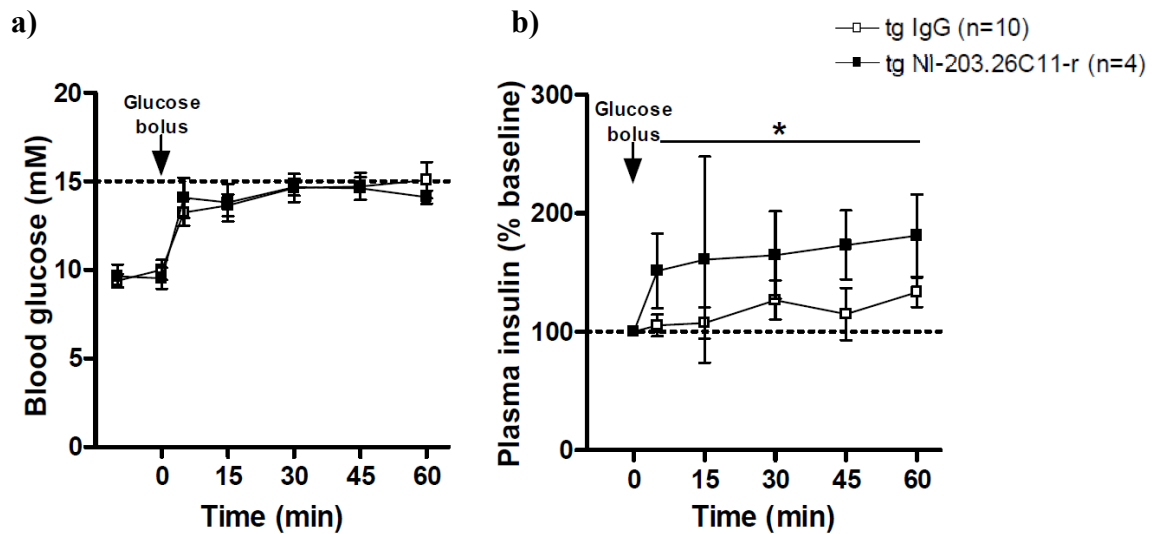 a)
Blood glucose (mM)
20
15
10
5
0
Glucose
bolus
0
15
30
45
60
Time (min)
b)
tg IgG (n=10)
tg NI-203.26C11-r (n=4)
Plasma insulin (% baseline)
300
200
100
0
Glucose
bolus
*
0
15
30
45
60
Time (min)